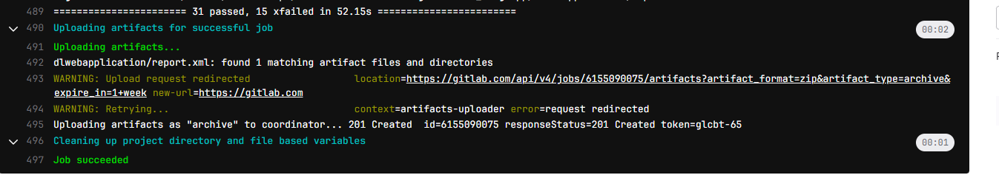 489 ======================= 31 passed, 15 xfailed in 52.15s ========================
490 Uploading artifacts for successful job 00:02
491 Uploading artifacts...
492 dlwebapplication/report.xml: found 1 matching artifact files and directories
493 WARNING: Upload request redirected location=https://gitlab.com/api/v4/jobs/6155090075/artifacts?artifact_format=zip&artifact_type=archive&
expire_in=1+week new-url=https://gitlab.com
494 WARNING: Retrying... context=artifacts-uploader error=request redirected
495 Uploading artifacts as "archive" to coordinator... 201 Created id=6155090075 responseStatus=201 Created token=glcbt-65
496 Cleaning up project directory and file based variables 00:01
497 Job succeeded